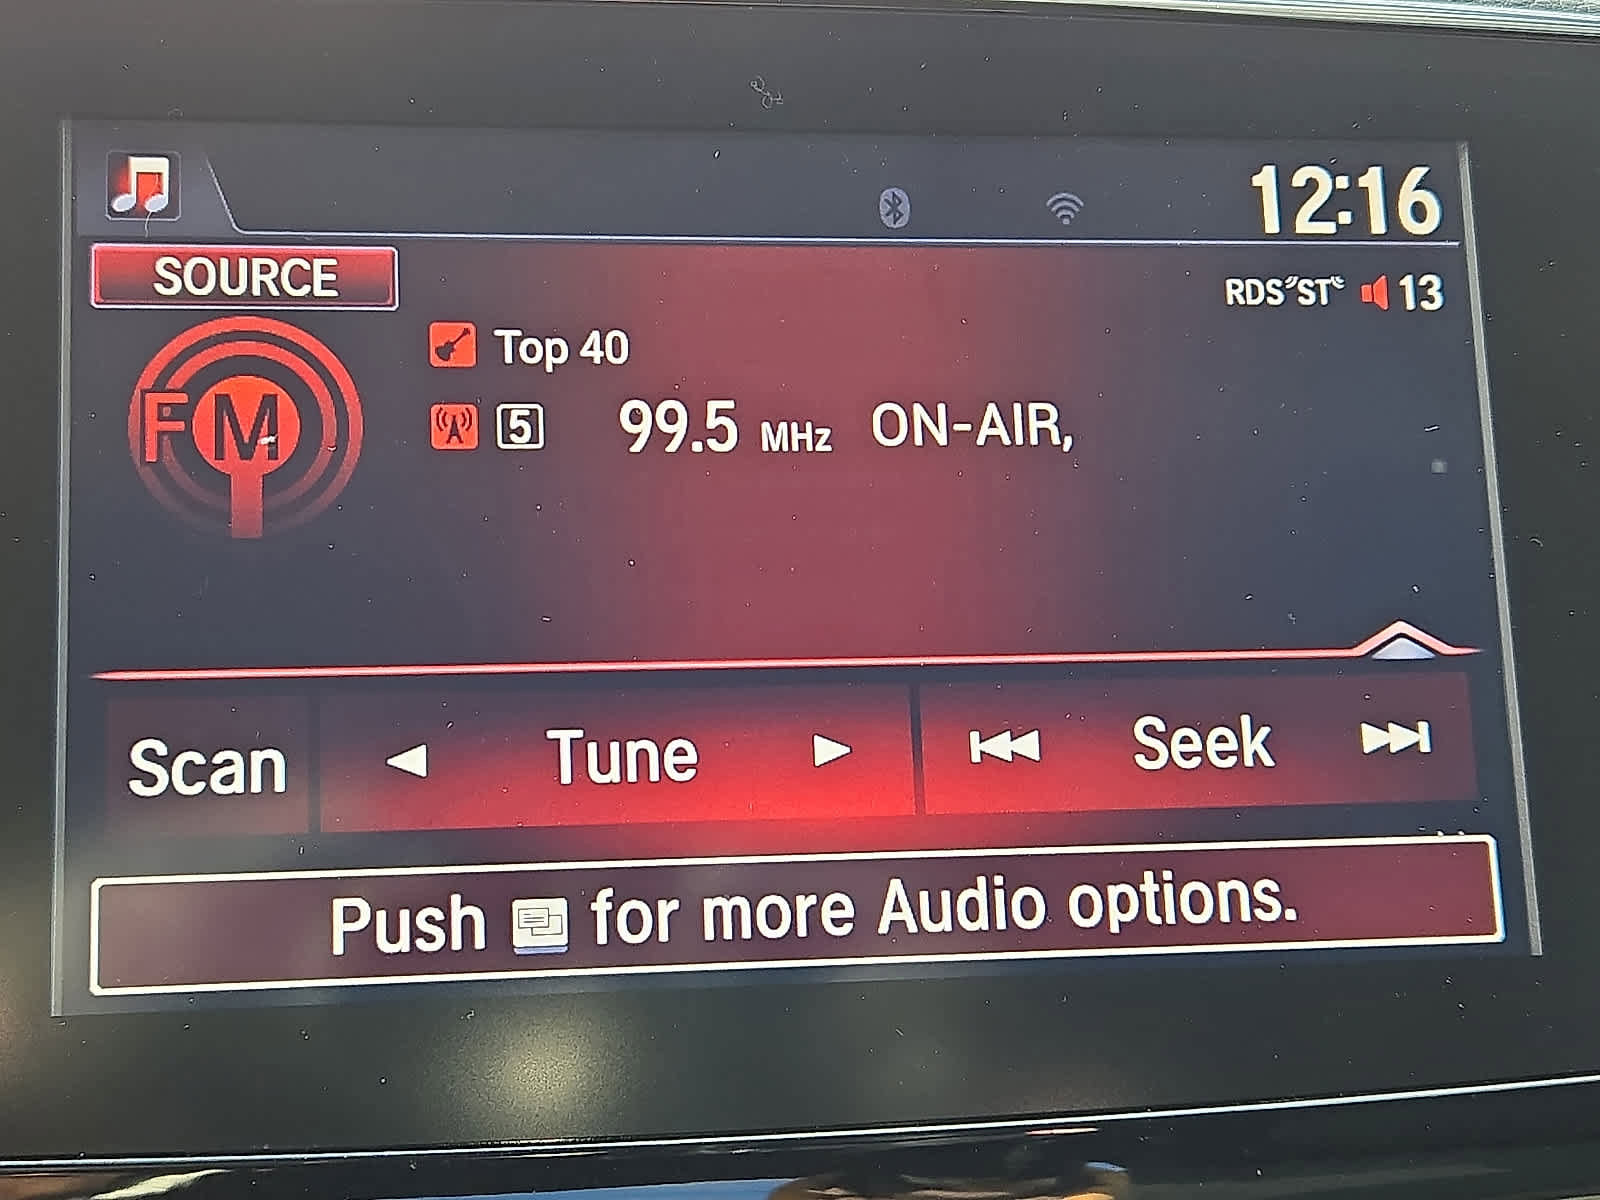 12:16
SOURCE
RDS ST 13
FM
Top 40
5 99.5 MHz ON-AIR,
Scan Tune Seek
Push for more Audio options.